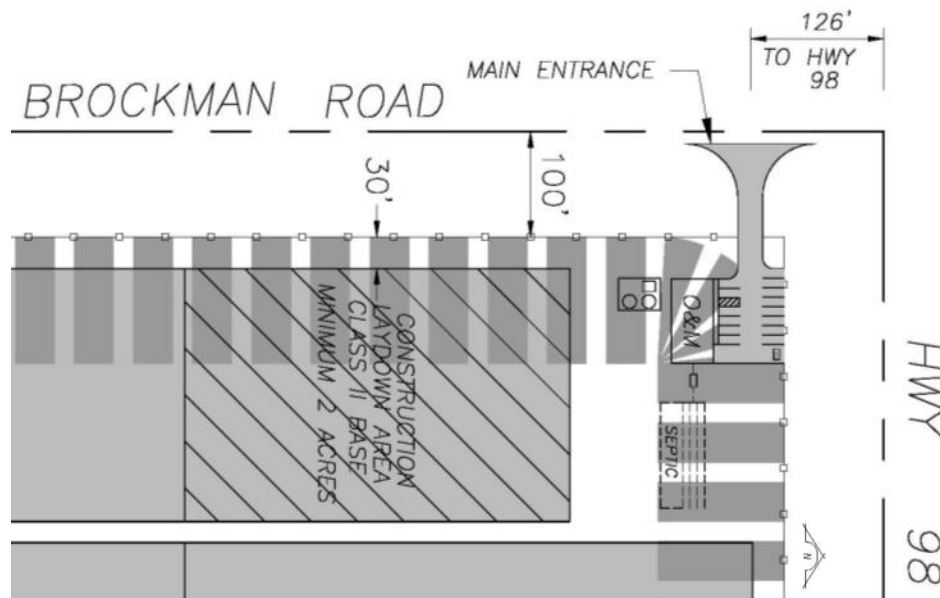 126'
TO HWY
98
MAIN ENTRANCE
BROCKMAN ROAD
30'
100'
CONSTRUCTION
LAYDOWN AREA
CLASS II BASE
MINIMUM 2 ACRES
O&M
SEPTIC
HWY 98
N